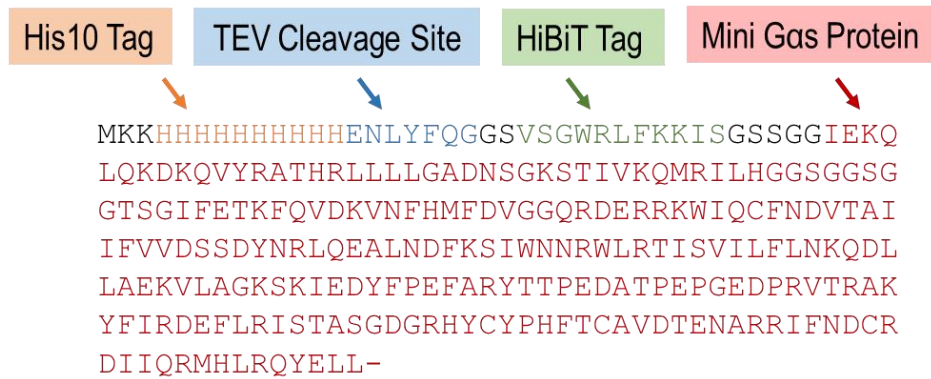 His10 Tag
TEV Cleavage Site
HiBiT Tag
Mini Gαs Protein
MKKHHHHHHHHHHENLYFQGGSVSGWRLFKKISGSSGGIEKQ
LQKDKQVYRATHRLLLLGADNSGKSTIVKQMRILHGGSGGSG
GTSGIFETKFQVDKVNFHMFDVGGQRDERRKWIQCFNDVTAI
IFVVDSSDYNRLQEALNDFKSIWNNRWLRTISVILFLNKQDL
LAEKVLAGKSKIEDYFPEFARYTTPEDATPEPGEDPRVTRAK
YFIRDEFLRISTASGDGRHYCYPHFTCAVDTENARRIFNDCR
DIIQRMHLRQYELL-